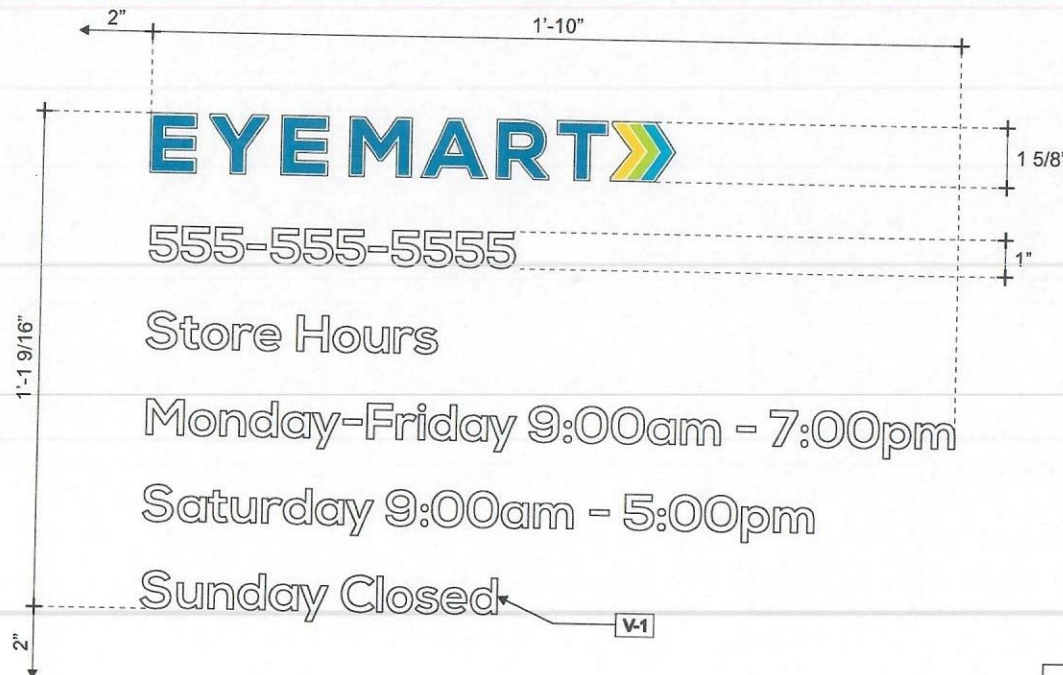 2" 1'-10"
EYEMART
1 5/8"
555-555-5555
1"
Store Hours
1'-1 9/16"
Monday-Friday 9:00am - 7:00pm
Saturday 9:00am - 5:00pm
Sunday Closed
V-1
2"